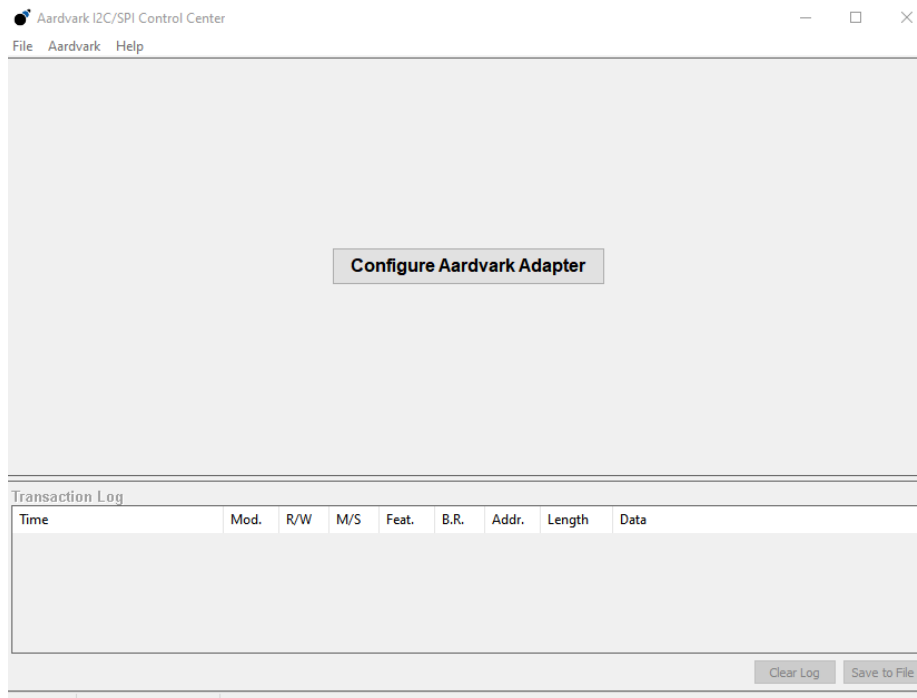 Aardvark I2C/SPI Control Center
File Aardvark Help
Configure Aardvark Adapter
Transaction Log
Time Mod. R/W M/S Feat. B.R. Addr. Length Data
Clear Log Save to File